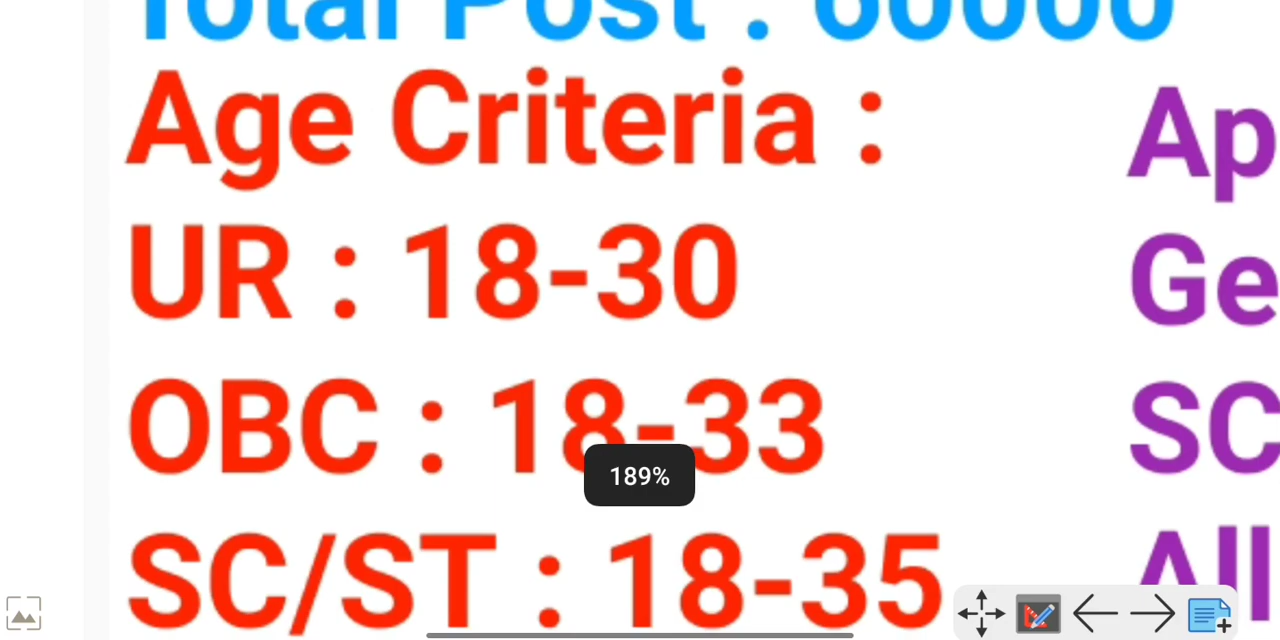 Total Post : 60000
Age Criteria :
UR : 18-30
OBC : 18-33
SC/ST : 18-35
Ap
Ge
SC
All
189%